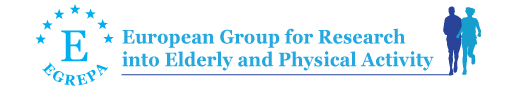 E
EGREPA
European Group for Research
into Elderly and Physical Activity